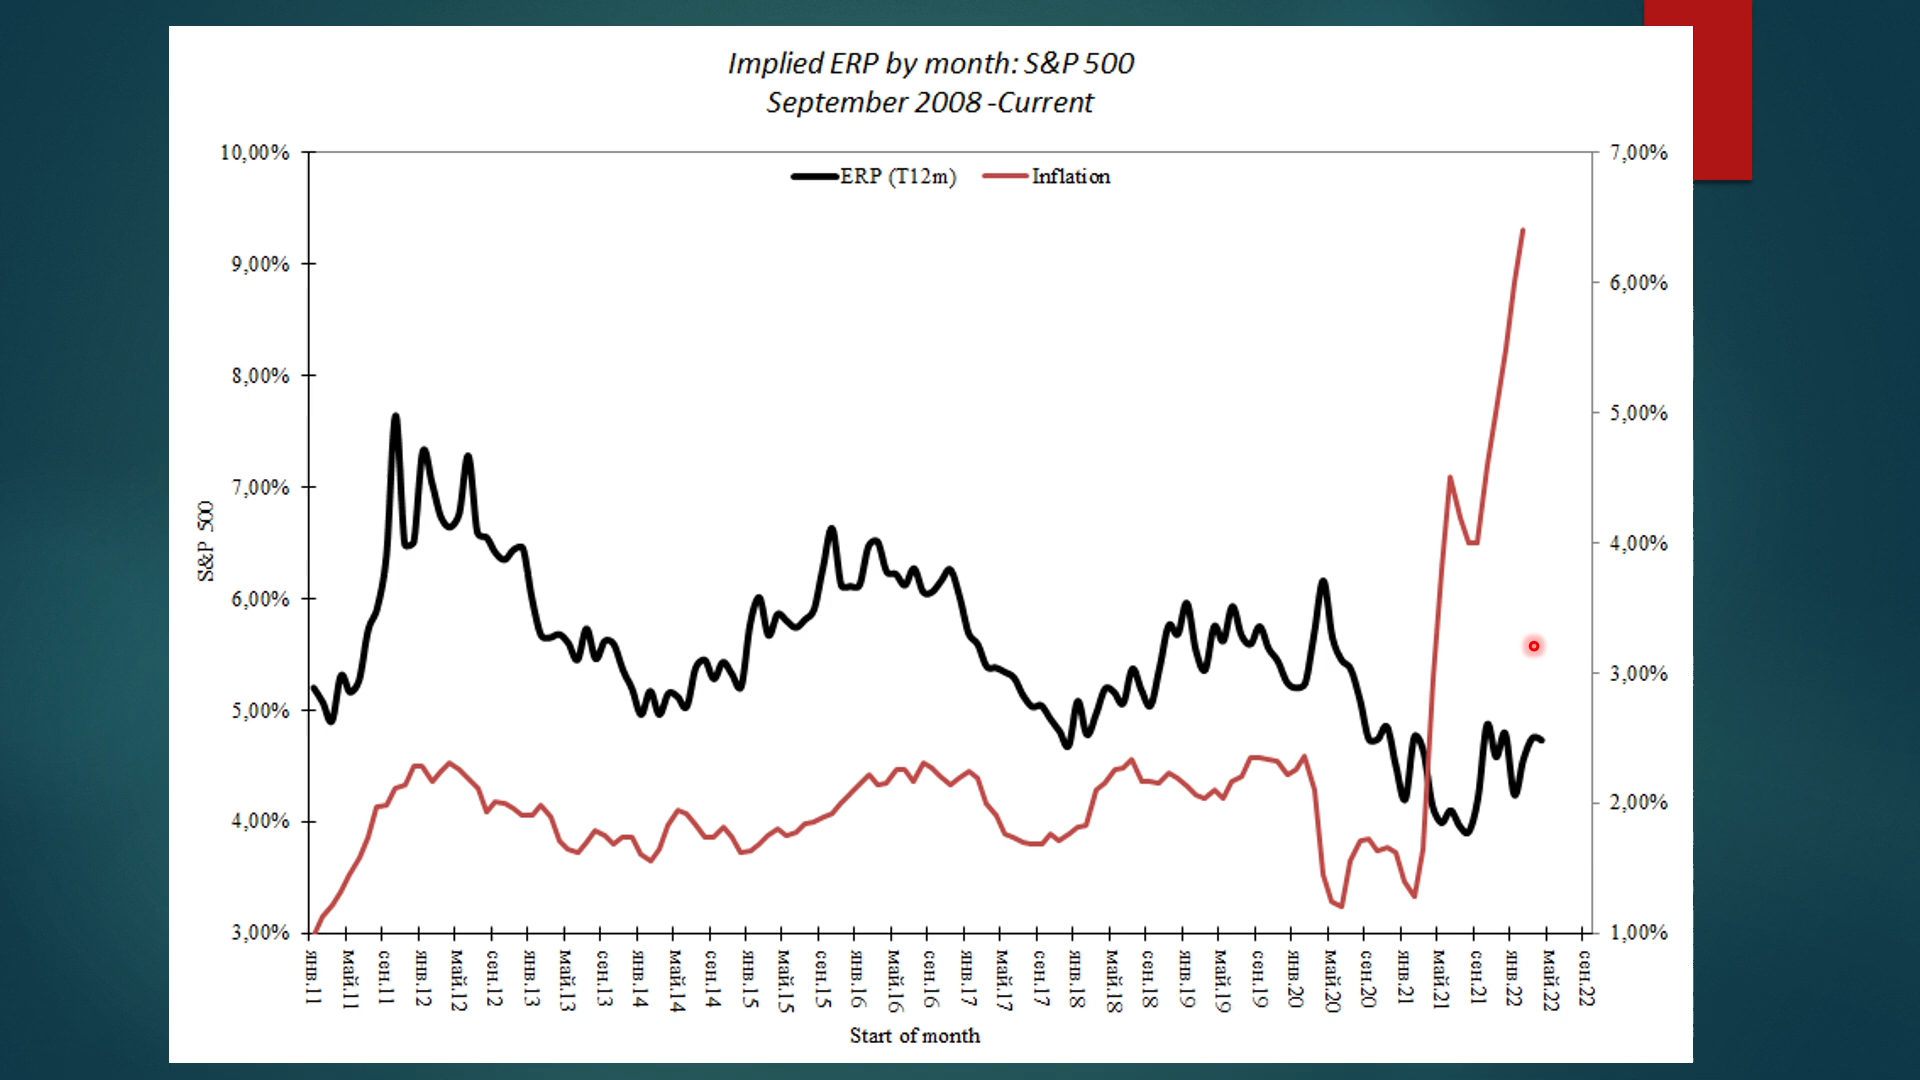 Implied ERP by month: S&P 500
September 2008 -Current
ERP (T12m)
Inflation
10,00%
9,00%
8,00%
7,00%
6,00%
5,00%
4,00%
3,00%
S&P 500
7,00%
6,00%
5,00%
4,00%
3,00%
2,00%
1,00%
янв.11
май.11
сен.11
янв.12
май.12
сен.12
янв.13
май.13
сен.13
янв.14
май.14
сен.14
янв.15
май.15
сен.15
янв.16
май.16
сен.16
янв.17
май.17
сен.17
янв.18
май.18
сен.18
янв.19
май.19
сен.19
янв.20
май.20
сен.20
янв.21
май.21
сен.21
янв.22
май.22
сен.22
Start of month